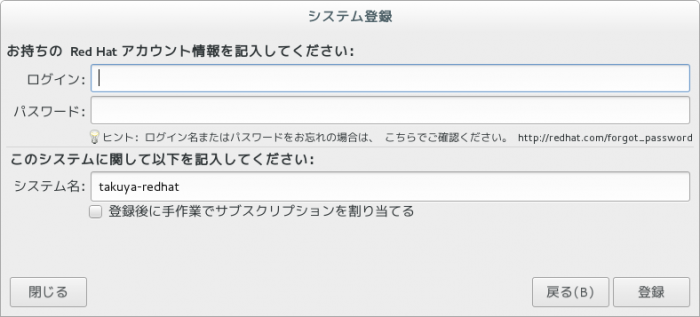 システム登録
お持ちの Red Hat アカウント情報を記入してください:
ログイン:
パスワード:
ヒント: ログイン名またはパスワードをお忘れの場合は、 こちらでご確認ください。 http://redhat.com/forgot_password
このシステムに関して以下を記入してください:
システム名: takuya-redhat
登録後に手作業でサブスクリプションを割り当てる
閉じる 戻る(B) 登録